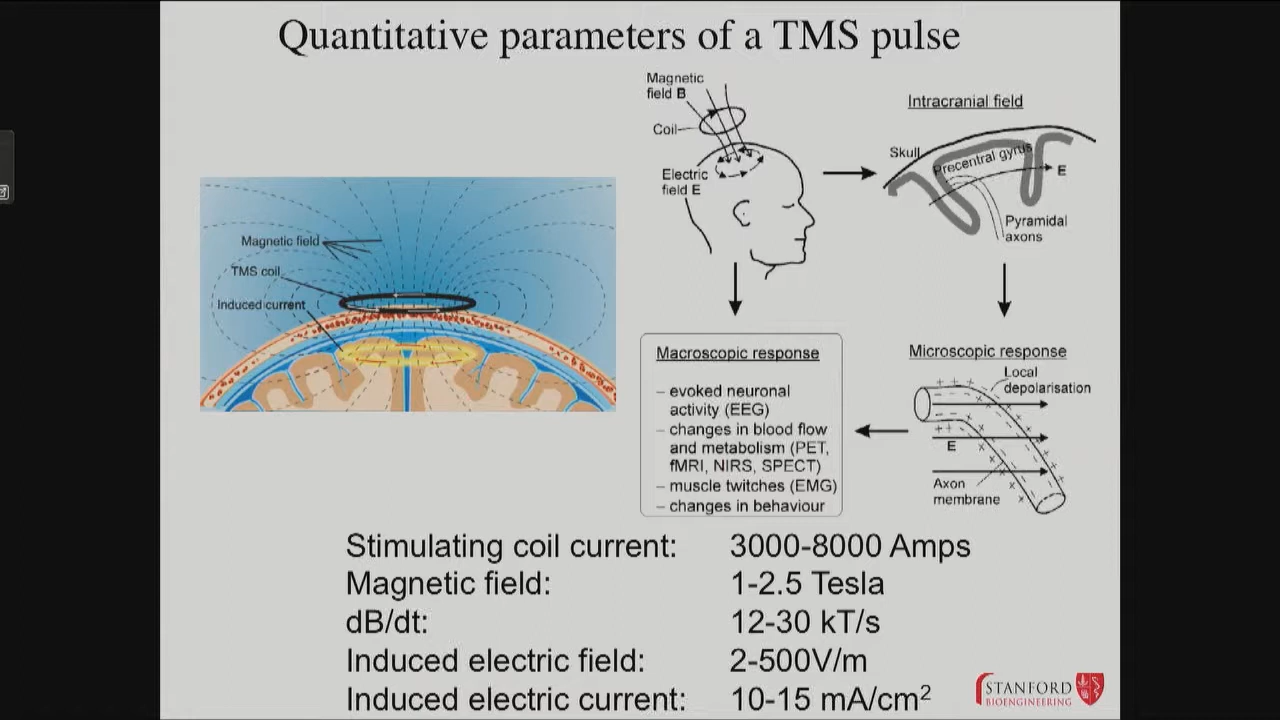 Quantitative parameters of a TMS pulse
Magnetic field
TMS coil
Induced current
Magnetic
field B
Coil
Electric
field E
Intracranial field
Skull
Precentral gyrus
E
Pyramidal
axons
Macroscopic response
– evoked neuronal
activity (EEG)
– changes in blood flow
and metabolism (PET,
fMRI, NIRS, SPECT)
– muscle twitches (EMG)
– changes in behaviour
Microscopic response
Local
depolarisation
E
Axon
membrane
Stimulating coil current: 3000-8000 Amps
Magnetic field: 1-2.5 Tesla
dB/dt: 12-30 kT/s
Induced electric field: 2-500V/m
Induced electric current: 10-15 mA/cm²
STANFORD
BIOENGINEERING